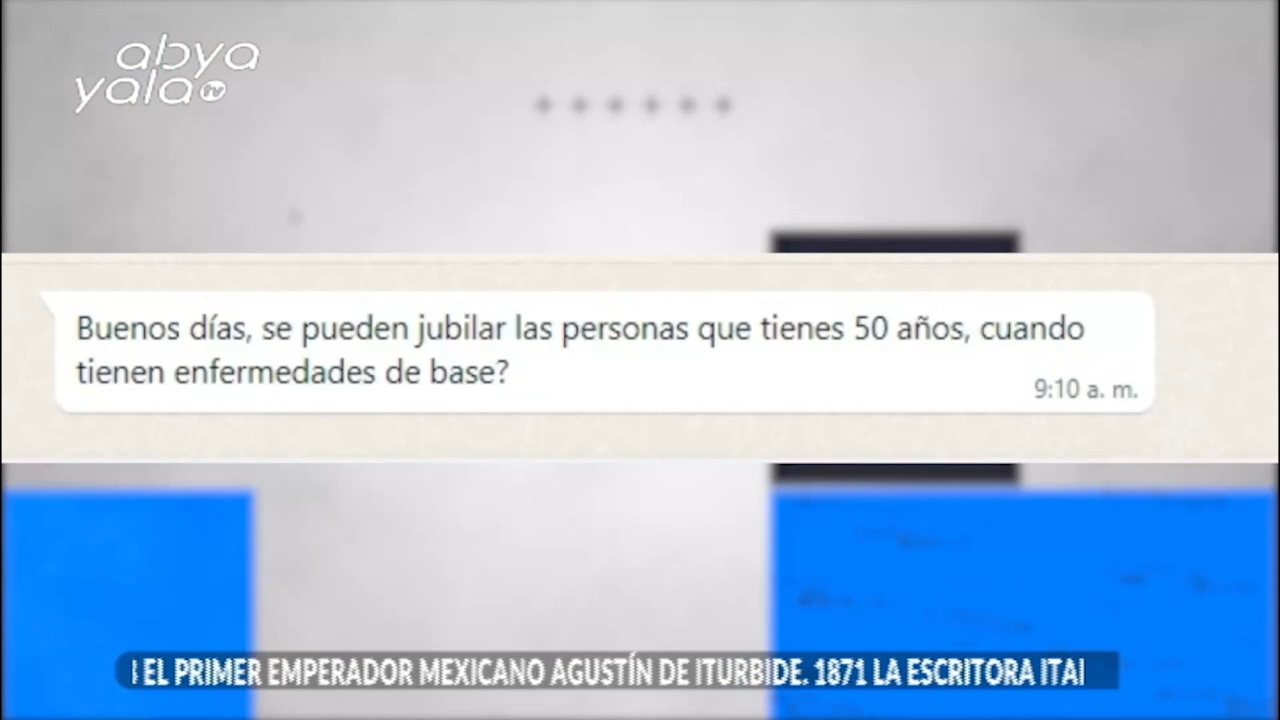 abya
yala tv
Buenos días, se pueden jubilar las personas que tienes 50 años, cuando
tienen enfermedades de base?
9:10 a. m.
EL PRIMER EMPERADOR MEXICANO AGUSTÍN DE ITURBIDE. 1871 LA ESCRITORA ITAI